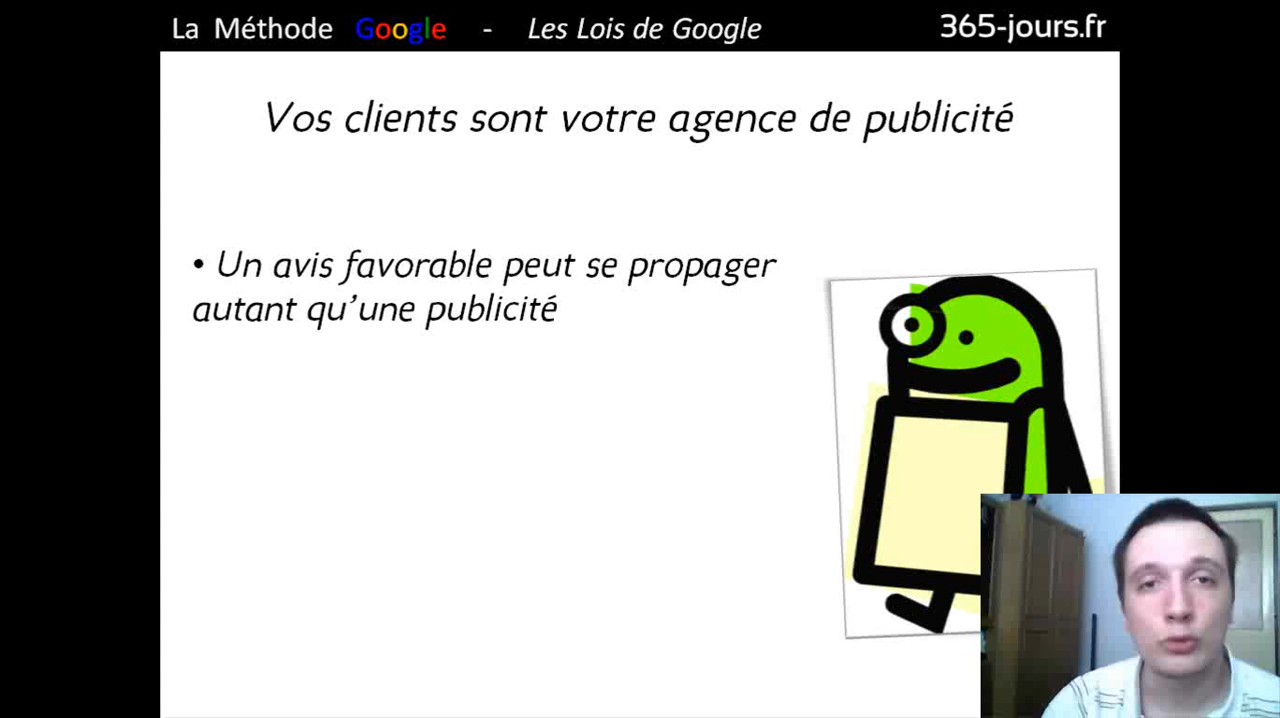 La Méthode Google - Les Lois de Google 365-jours.fr
Vos clients sont votre agence de publicité
• Un avis favorable peut se propager
autant qu'une publicité